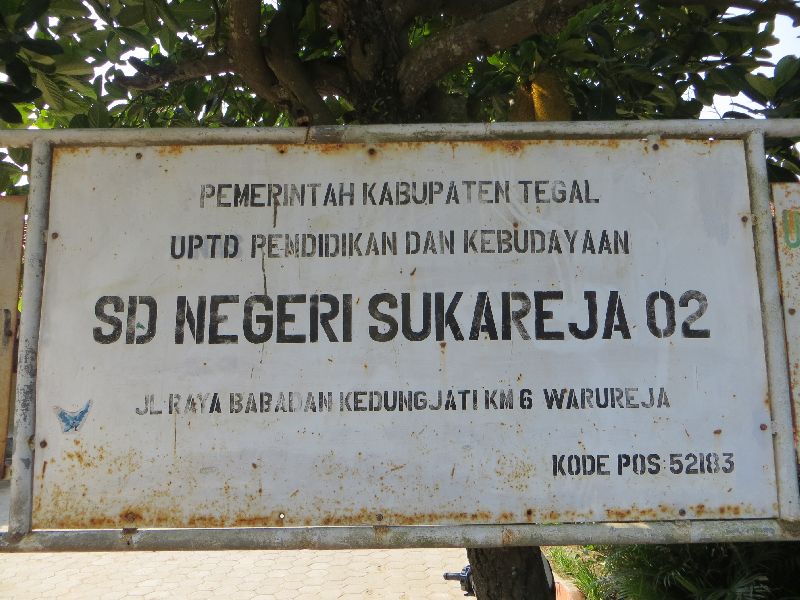 PEMERINTAH KABUPATEN TEGAL
UPTD PENDIDIKAN DAN KEBUDAYAAN
SD NEGERI SUKAREJA 02
JL RAYA BABADAN KEDUNGJATI KM 6 WARUREJA
KODE POS 52183